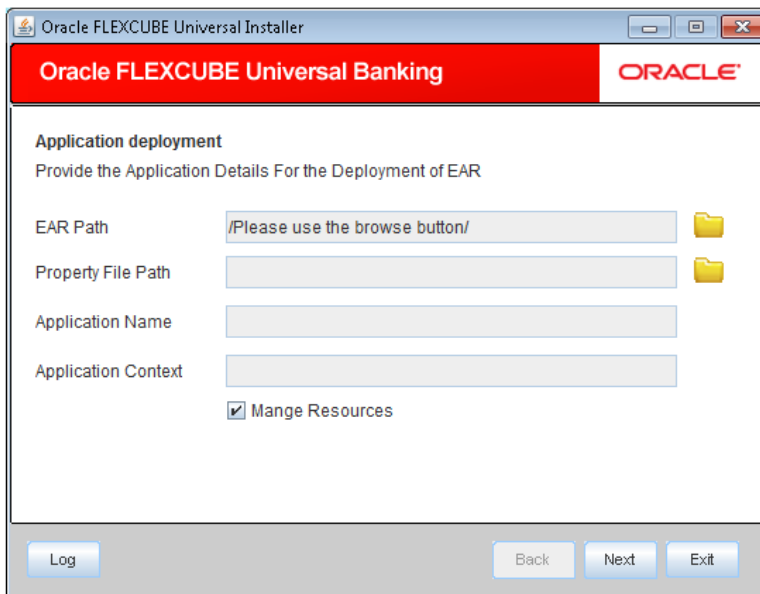 Oracle FLEXCUBE Universal Installer
Oracle FLEXCUBE Universal Banking
ORACLE
Application deployment
Provide the Application Details For the Deployment of EAR
EAR Path
/Please use the browse button/
Property File Path
Application Name
Application Context
Mange Resources
Log
Back
Next
Exit